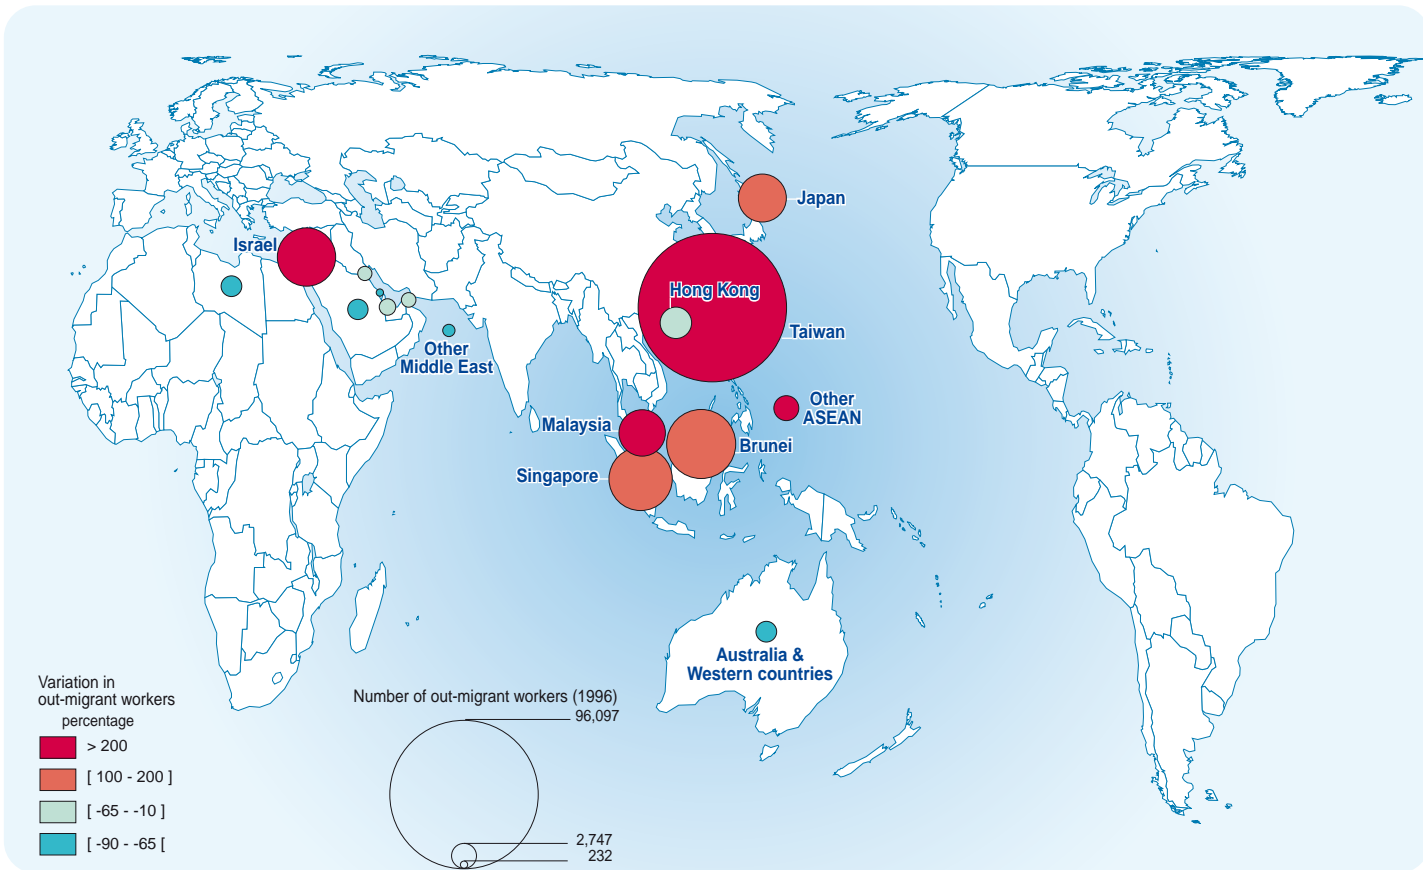 Japan
Israel
Hong Kong
Taiwan
Other
Middle East
Other
ASEAN
Malaysia
Brunei
Singapore
Australia &
Western countries
Variation in
out-migrant workers
percentage
> 200
[ 100 - 200 ]
[ -65 - -10 ]
[ -90 - -65 [
Number of out-migrant workers (1996)
96,097
2,747
232